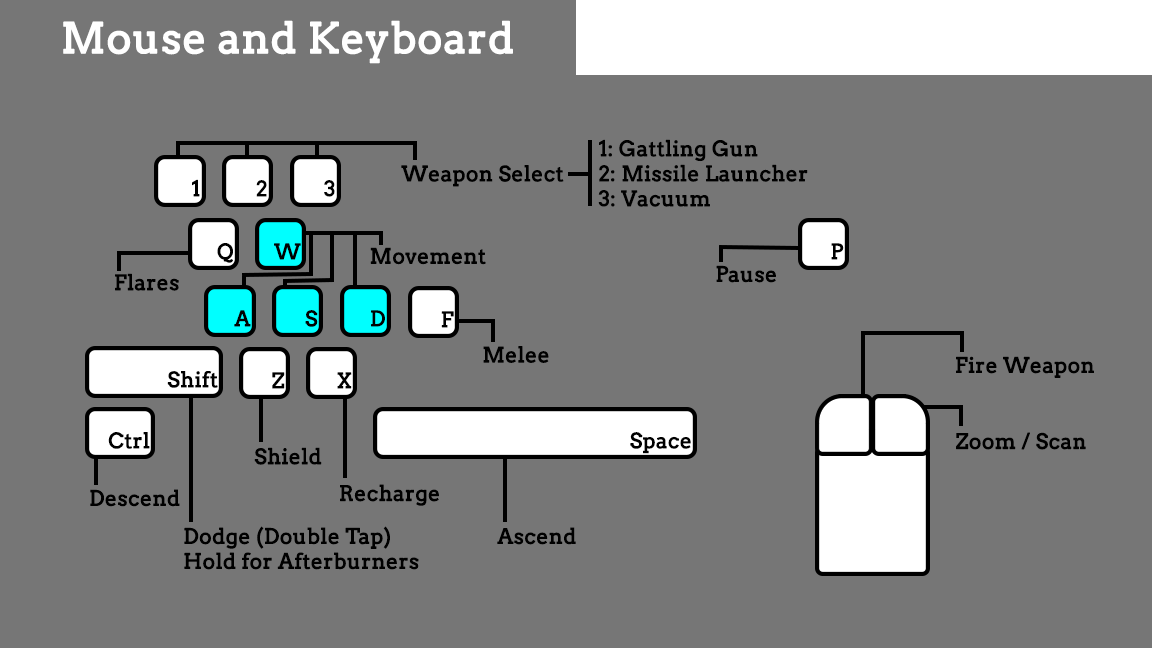 Mouse and Keyboard
1: Gattling Gun
1 2 3 Weapon Select 2: Missile Launcher
3: Vacuum
Q W P
Movement
Flares Pause
A S D F
Melee
Fire Weapon
Shift Z X
Ctrl Space Zoom / Scan
Shield
Descend Recharge
Dodge (Double Tap) Ascend
Hold for Afterburners